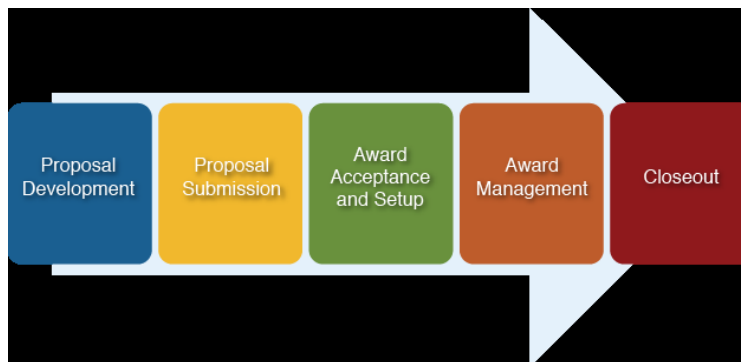 Proposal
Development
Proposal
Submission
Award
Acceptance
and Setup
Award
Management
Closeout